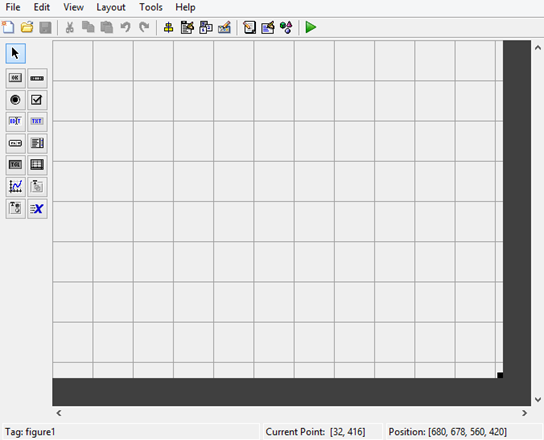 File Edit View Layout Tools Help
OK
EDIT TXT
TGL
T
T
X
Tag: figure1 Current Point: [32, 416] Position: [680, 678, 560, 420]